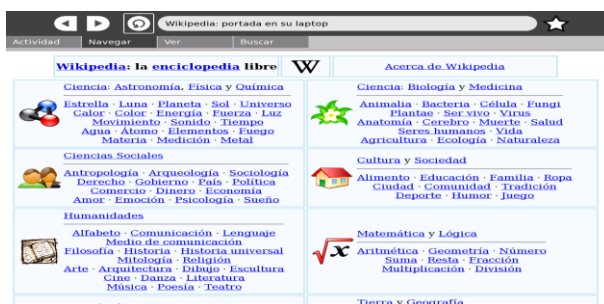 Wikipedia: portada en su laptop
Actividad Navegar Ver Buscar
Wikipedia: la enciclopedia libre W Acerca de Wikipedia
Ciencia: Astronomía, Física y Química
Estrella · Luna · Planeta · Sol · Universo
Calor · Color · Energía · Fuerza · Luz
Movimiento · Sonido · Tiempo
Agua · Átomo · Elementos · Fuego
Materia · Medición · Metal
Ciencia: Biología y Medicina
Animalia · Bacteria · Célula · Fungi
Plantae · Ser vivo · Virus
Anatomía · Cerebro · Muerte · Salud
Seres humanos · Vida
Agricultura · Ecología · Naturaleza
Ciencias Sociales
Antropología · Arqueología · Sociología
Derecho · Gobierno · País · Política
Comercio · Dinero · Economía
Amor · Emoción · Psicología · Sueño
Cultura y Sociedad
Alimento · Educación · Familia · Ropa
Ciudad · Comunidad · Tradición
Deporte · Humor · Juego
Humanidades
Alfabeto · Comunicación · Lenguaje
Medio de comunicación
Filosofía · Historia · Historia universal
Mitología · Religión
Arte · Arquitectura · Dibujo · Escultura
Cine · Danza · Literatura
Música · Poesía · Teatro
Matemática y Lógica
Aritmética · Geometría · Número
Suma · Resta · Fracción
Multiplicación · División
Tierra y Geografía